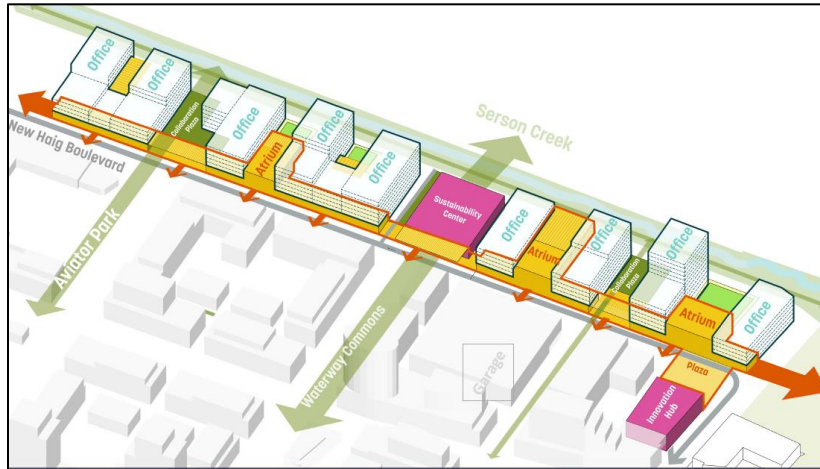 Office
Office
Collaboration
Plaza
Office
Office
Atrium
Office
New Haig Boulevard
Aviator Park
Serson Creek
Sustainability
Center
Office
Office
Office
Atrium
Collaboration
Plaza
Atrium
Office
Waterway Commons
Garage
Plaza
Innovation
Hub